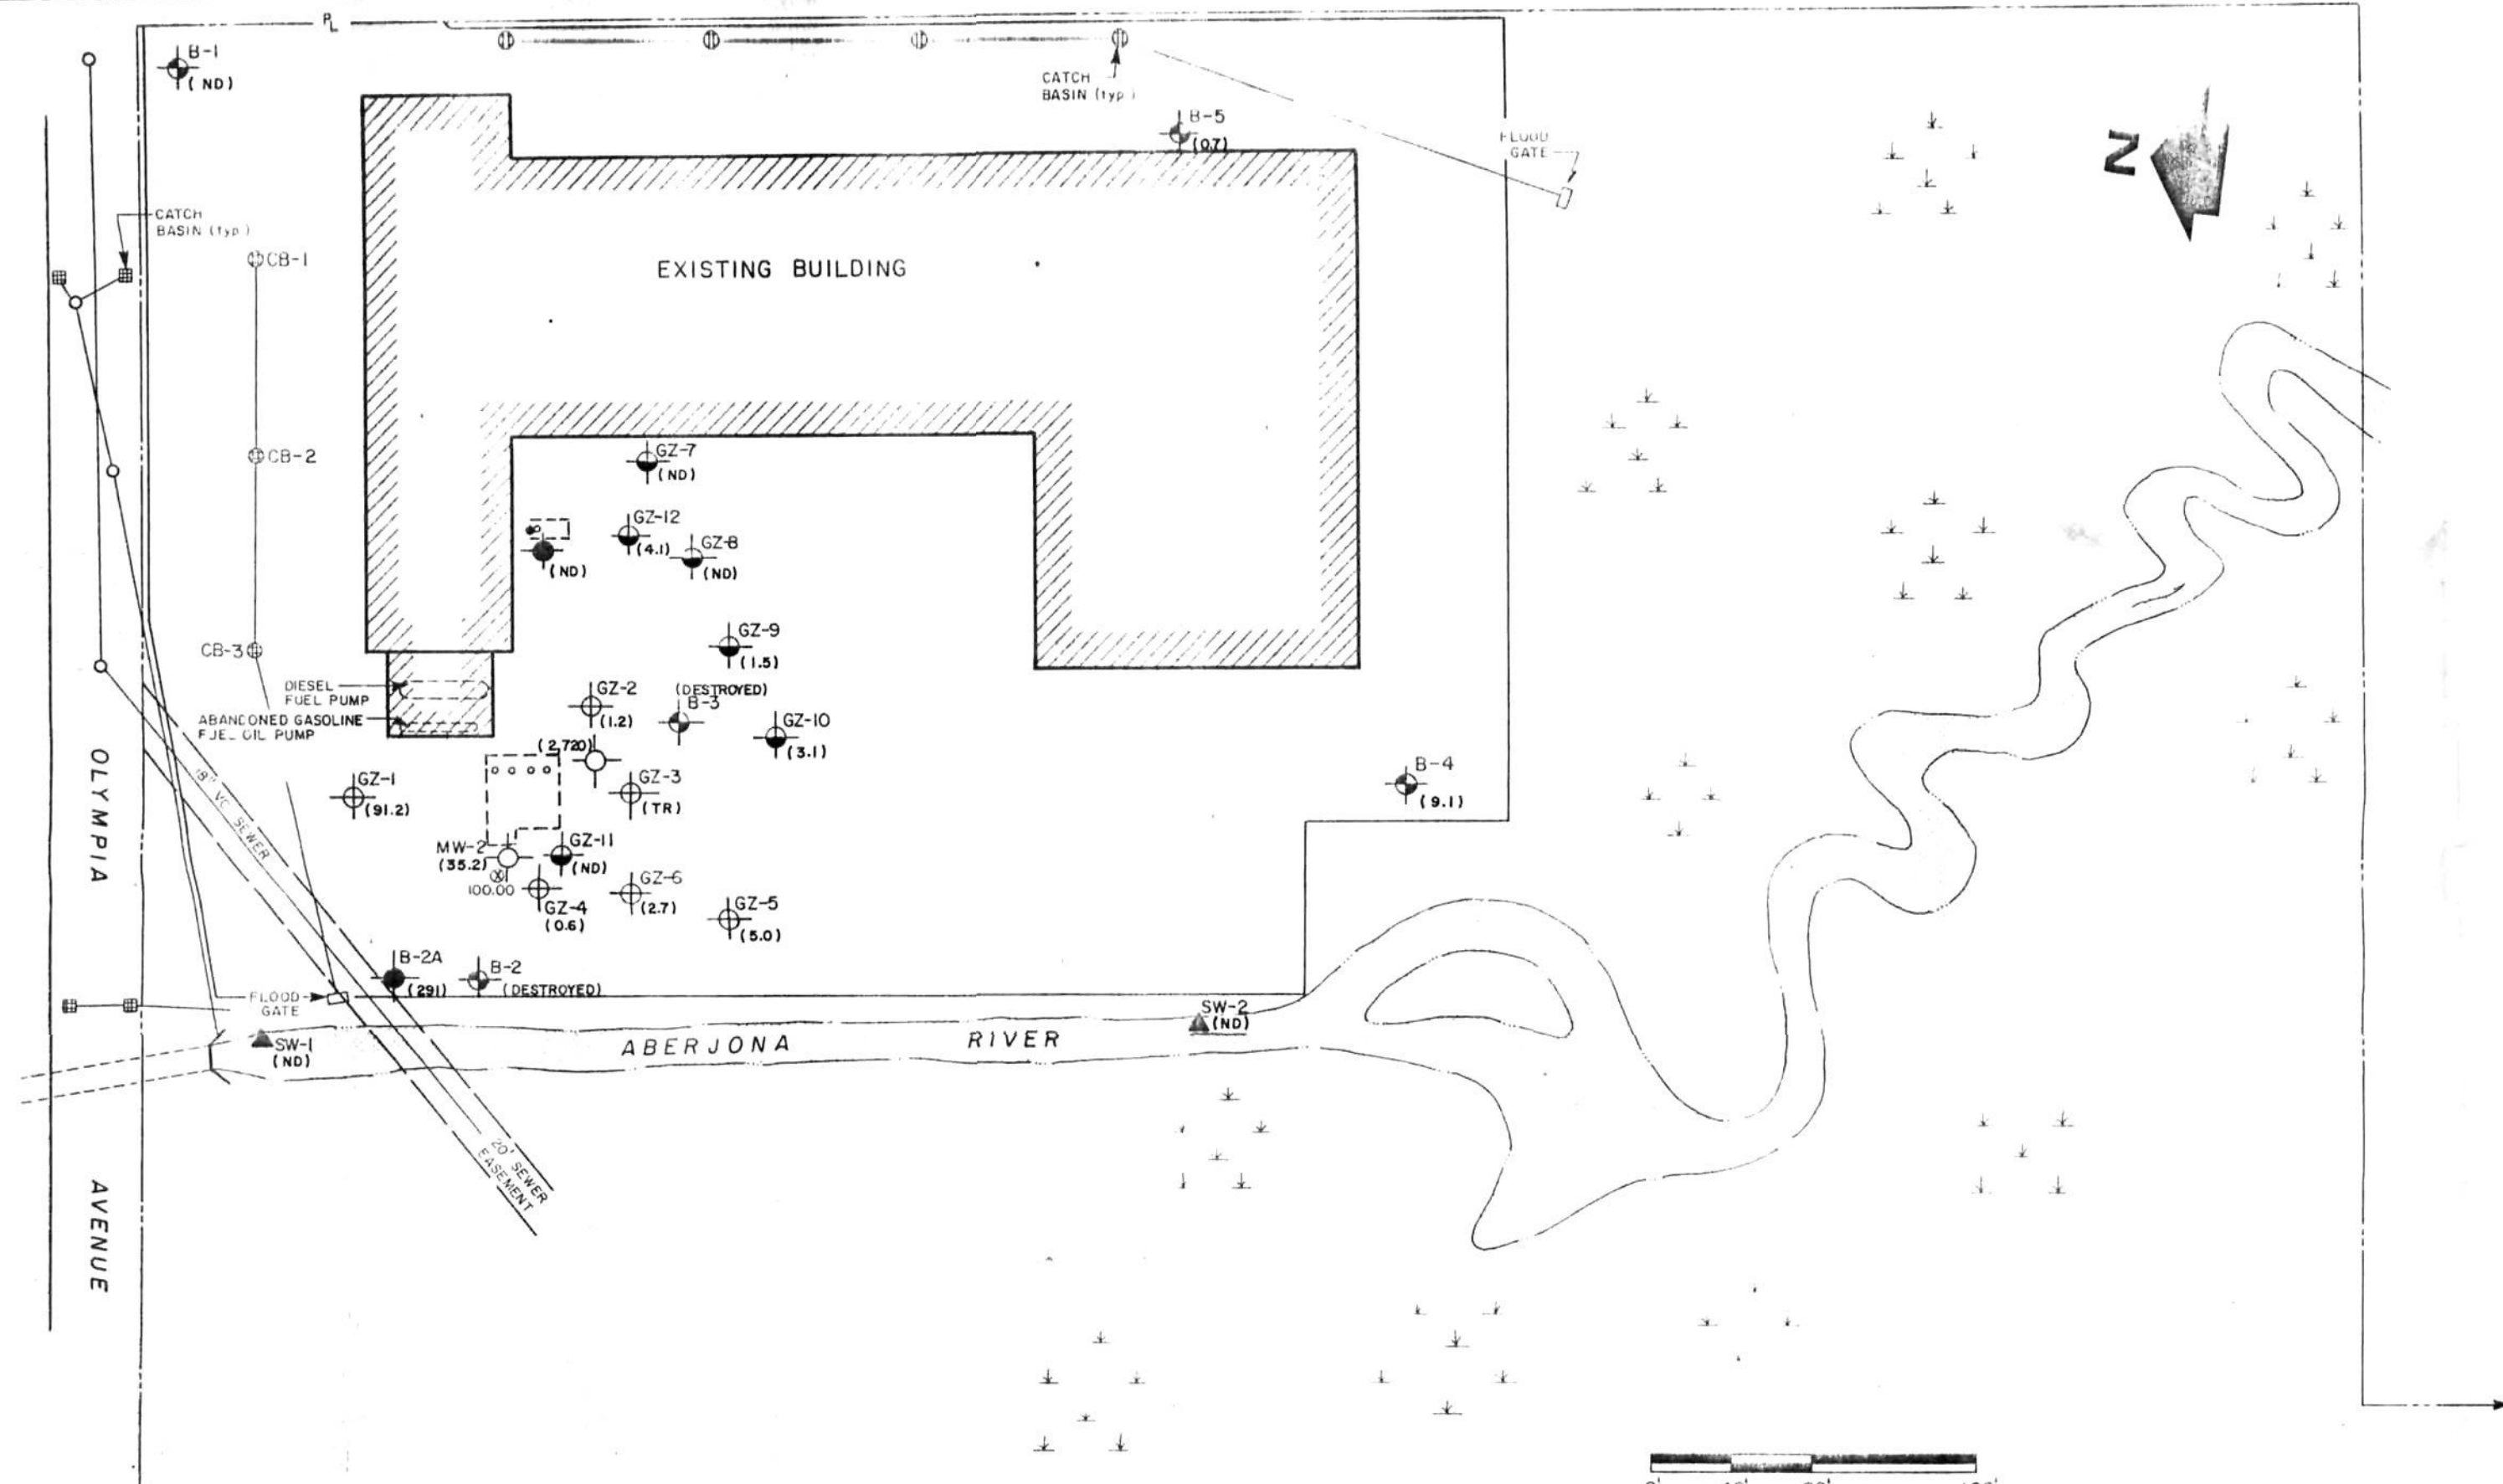 PL
B-1
(ND)
CATCH
BASIN (typ.)
B-5
(0.7)
FLOOD
GATE
N
CATCH
BASIN (typ.)
CB-1
EXISTING BUILDING
CB-2
GZ-7
(ND)
GZ-12
(4.1)
GZ-8
(ND)
(ND)
CB-3
GZ-9
(1.5)
DIESEL
FUEL PUMP
ABANDONED GASOLINE
FUEL OIL PUMP
GZ-2
(1.2)
(DESTROYED)
B-3
GZ-10
(3.1)
(2,720)
GZ-1
(91.2)
GZ-3
(TR)
B-4
(9.1)
18" VC SEWER
MW-2
(35.2)
100.00
GZ-11
(ND)
GZ-4
(0.6)
GZ-6
(2.7)
GZ-5
(5.0)
B-2A
(291)
B-2
(DESTROYED)
FLOOD
GATE
SW-1
(ND)
SW-2
(ND)
ABERJONA RIVER
20' SEWER
EASEMENT
OLYMPIA AVENUE